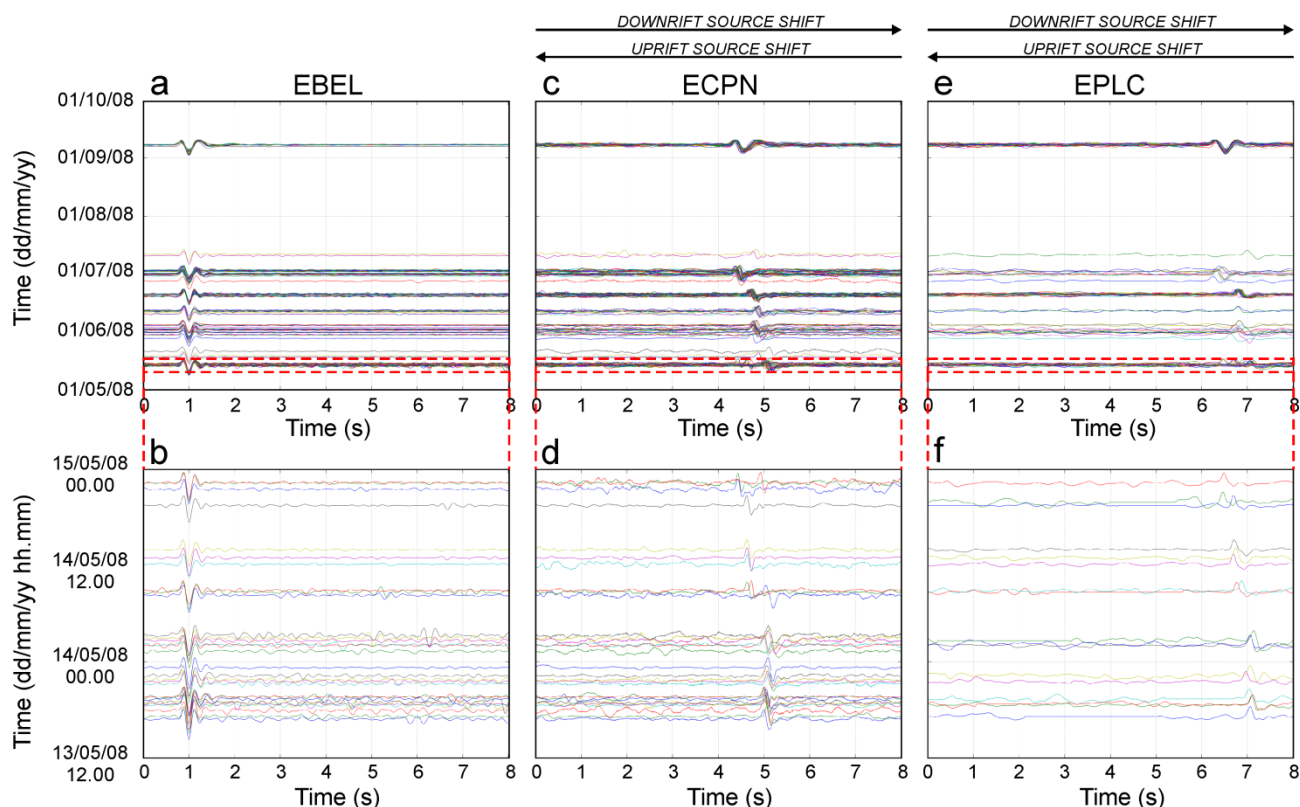 DOWNRIFT SOURCE SHIFT DOWNRIFT SOURCE SHIFT
UPRIFT SOURCE SHIFT UPRIFT SOURCE SHIFT
a EBEL c ECPN e EPLC
01/10/08
01/09/08
01/08/08
01/07/08
01/06/08
01/05/08
Time (dd/mm/yy)
0 1 2 3 4 5 6 7 8 0 1 2 3 4 5 6 7 8 0 1 2 3 4 5 6 7 8
Time (s) Time (s) Time (s)
b d f
15/05/08
00.00
14/05/08
12.00
14/05/08
00.00
13/05/08
12.00
Time (dd/mm/yy hh.mm)
0 1 2 3 4 5 6 7 8 0 1 2 3 4 5 6 7 8 0 1 2 3 4 5 6 7 8
Time (s) Time (s) Time (s)